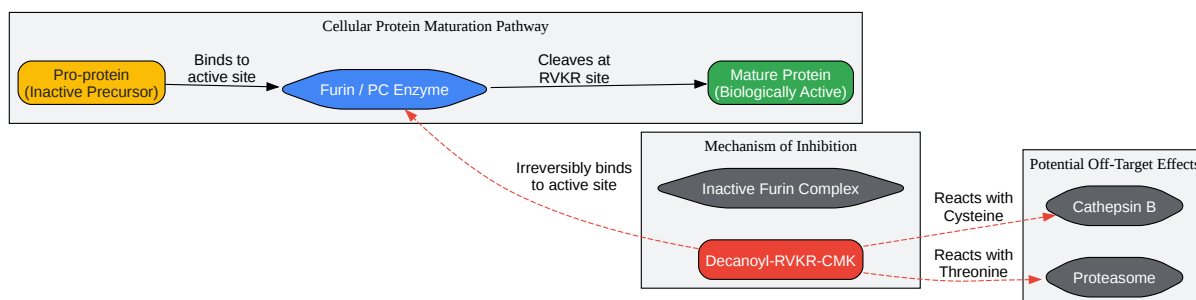 Cellular Protein Maturation Pathway
Pro-protein
(Inactive Precursor)
Binds to
active site
Furin / PC Enzyme
Cleaves at
RVKR site
Mature Protein
(Biologically Active)
Irreversibly binds
to active site
Mechanism of Inhibition
Inactive Furin Complex
Decanoyl-RVKR-CMK
Reacts with
Cysteine
Reacts with
Threonine
Potential Off-Target Effects
Cathepsin B
Proteasome